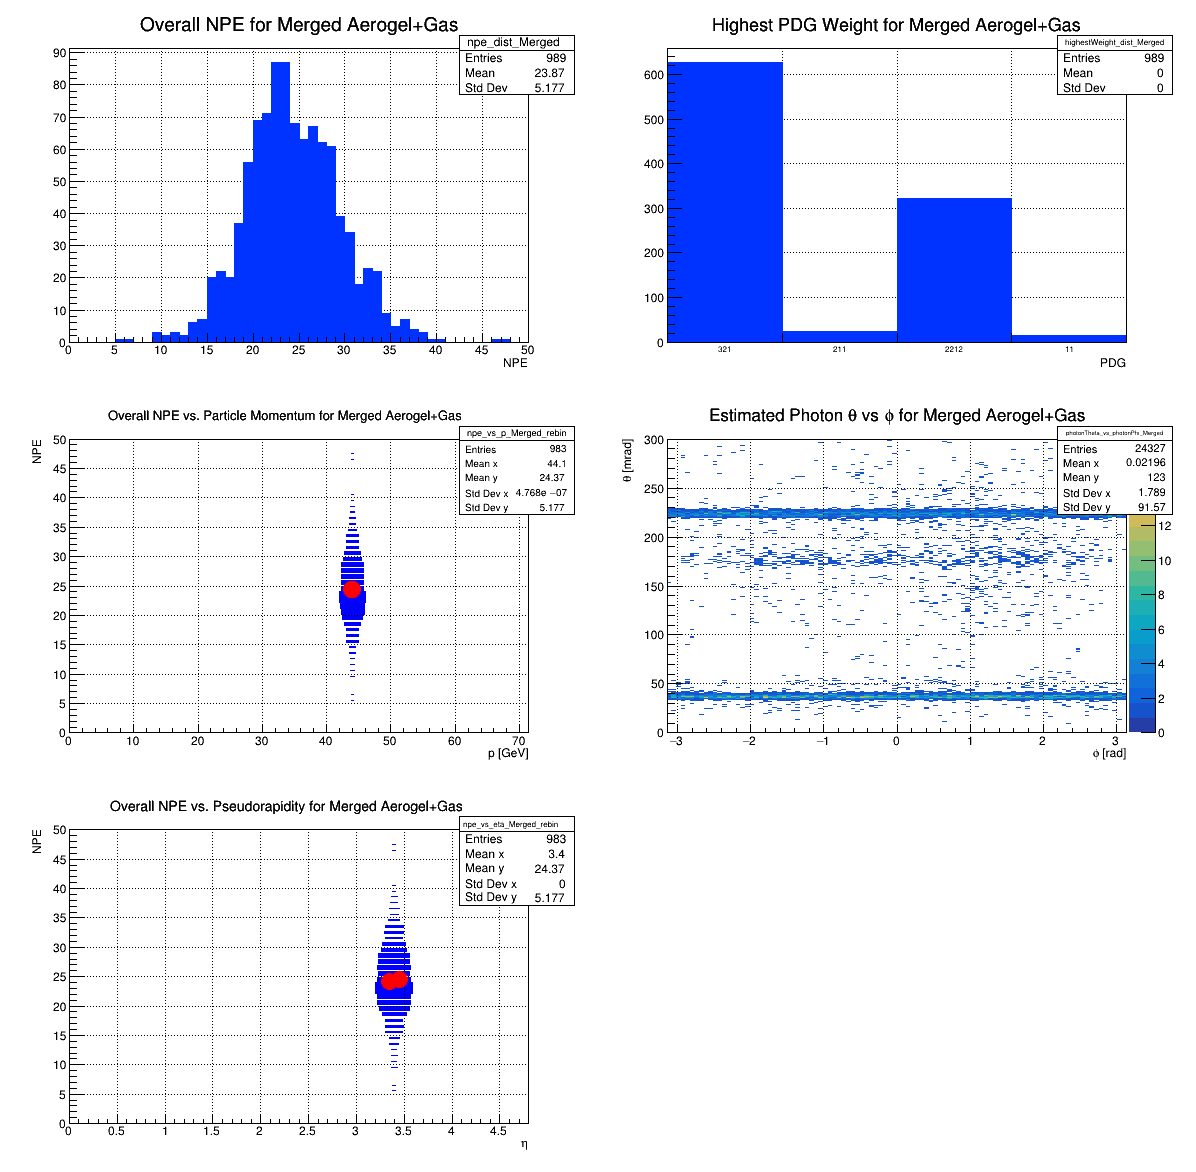 Overall NPE for Merged Aerogel+Gas
npe_dist_Merged
Entries 989
Mean 23.87
Std Dev 5.177
90
80
70
60
50
40
30
20
10
0
0 5 10 15 20 25 30 35 40 45 50
NPE
Highest PDG Weight for Merged Aerogel+Gas
highestWeight_dist_Merged
Entries 989
Mean 0
Std Dev 0
600
500
400
300
200
100
0
321 211 2212 11
PDG
Overall NPE vs. Particle Momentum for Merged Aerogel+Gas
npe_vs_p_Merged_rebin
Entries 983
Mean x 44.1
Mean y 24.37
Std Dev x 4.768e −07
Std Dev y 5.177
NPE
50
45
40
35
30
25
20
15
10
5
0
0 10 20 30 40 50 60 70
p [GeV]
Estimated Photon θ vs ϕ for Merged Aerogel+Gas
photonTheta_vs_photonPhi_Merged
Entries 24327
Mean x 0.02196
Mean y 123
Std Dev x 1.789
Std Dev y 91.57
θ [mrad]
300
250
200
150
100
50
0
−3 −2 −1 0 1 2 3
ϕ [rad]
12
10
8
6
4
2
0
Overall NPE vs. Pseudorapidity for Merged Aerogel+Gas
npe_vs_eta_Merged_rebin
Entries 983
Mean x 3.4
Mean y 24.37
Std Dev x 0
Std Dev y 5.177
NPE
50
45
40
35
30
25
20
15
10
5
0
0 0.5 1 1.5 2 2.5 3 3.5 4 4.5
η